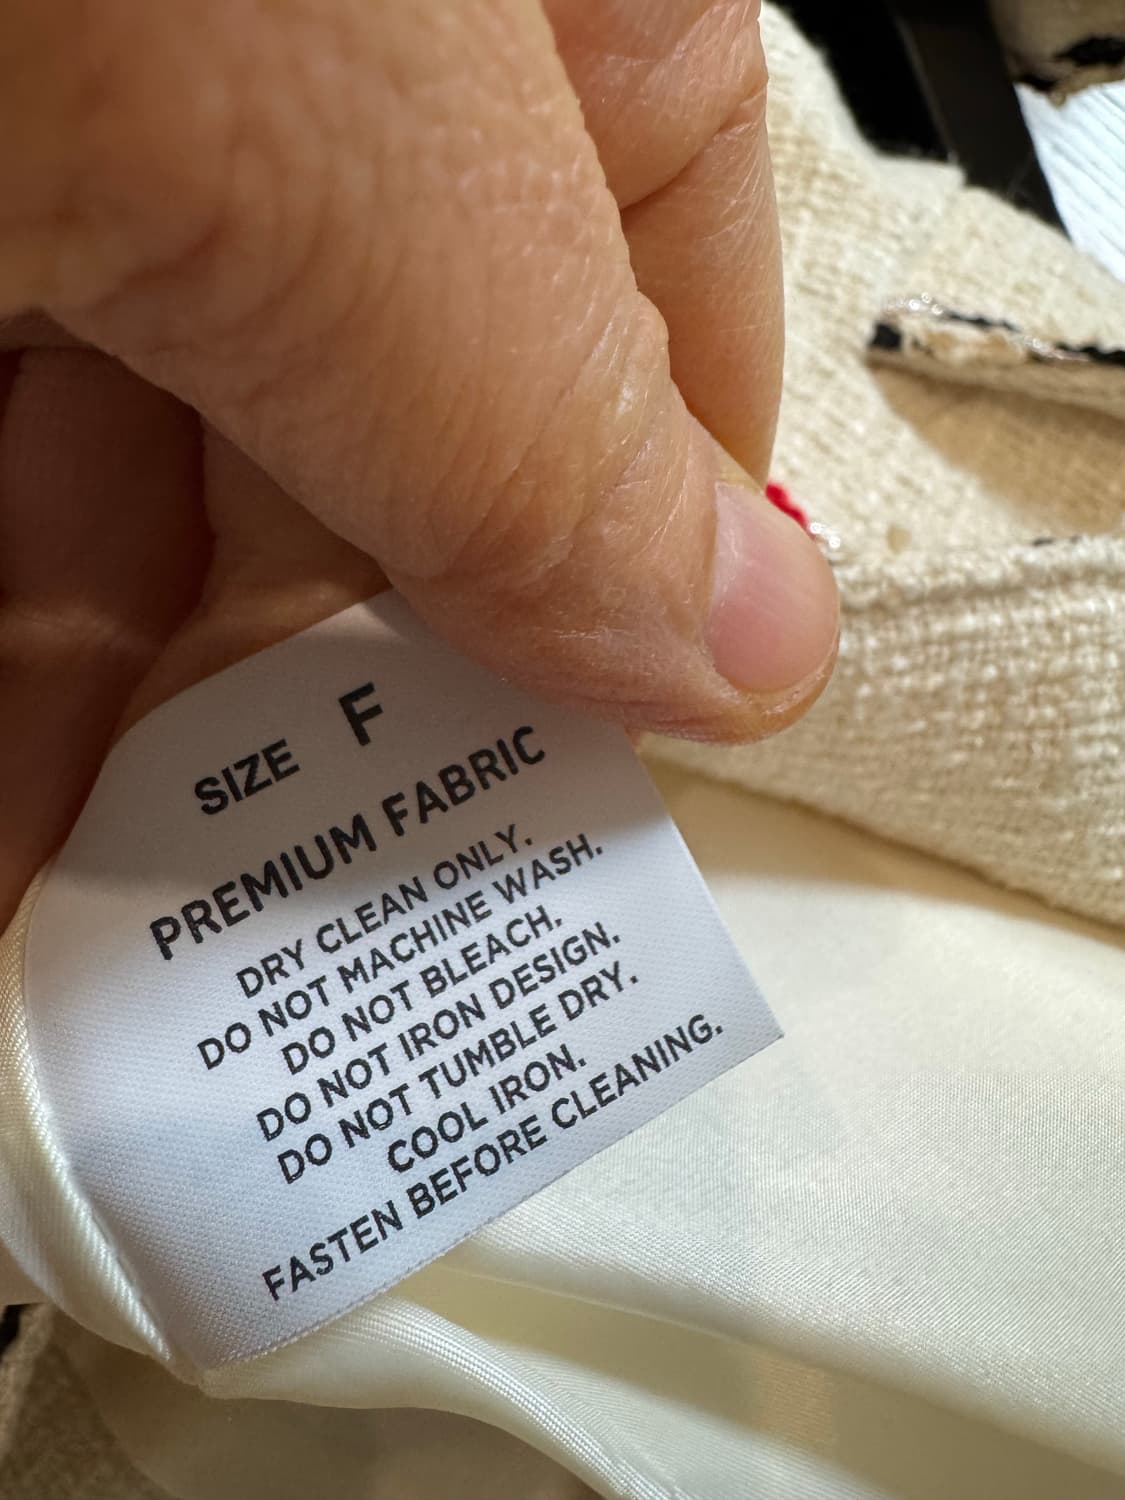 SIZE F
PREMIUM FABRIC
DRY CLEAN ONLY.
DO NOT MACHINE WASH.
DO NOT BLEACH.
DO NOT IRON DESIGN.
DO NOT TUMBLE DRY.
COOL IRON.
FASTEN BEFORE CLEANING.